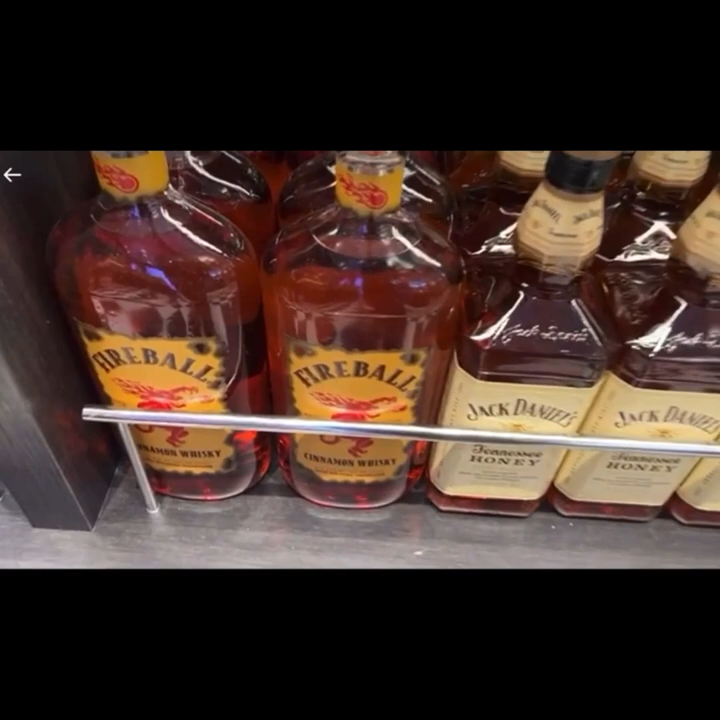 FIREBALL
CINNAMON WHISKY
FIREBALL
CINNAMON WHISKY
JACK DANIEL'S
Tennessee
HONEY
JACK DANIEL'S
Tennessee
HONEY